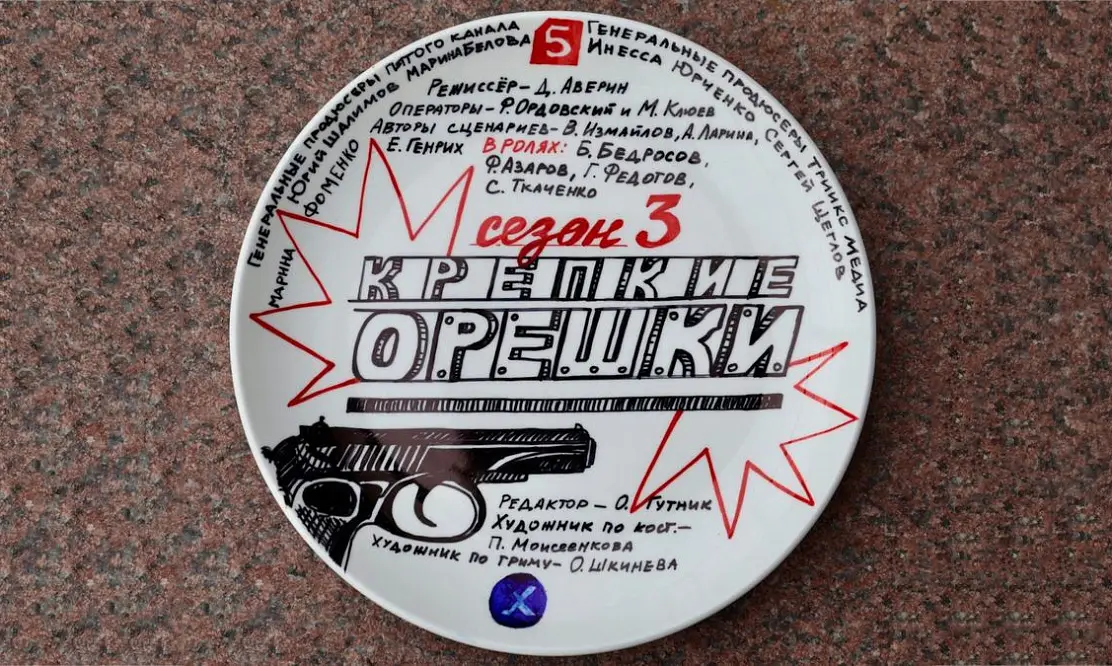 Генеральные продюсеры Пятого канала
Юрий Шалимов Марина Белова
Марина Фоменко
5
Генеральные продюсеры Триикс Медиа
Инесса Юрченко Сергей Щеглов
Режиссёр – Д. Аверин
Операторы – Ф. Ордовский и М. Клюев
Авторы сценариев – В. Измайлов, А. Ларина,
Е. Генрих В ролях: Б. Бедросов,
Ф. Азаров, Г. Федотов,
С. Ткаченко
сезон 3
КРЕПКИЕ
ОРЕШКИ
Редактор – О. Гутник
Художник по кост. –
П. Моисеенкова
Художник по гриму – О. Шкинева
X